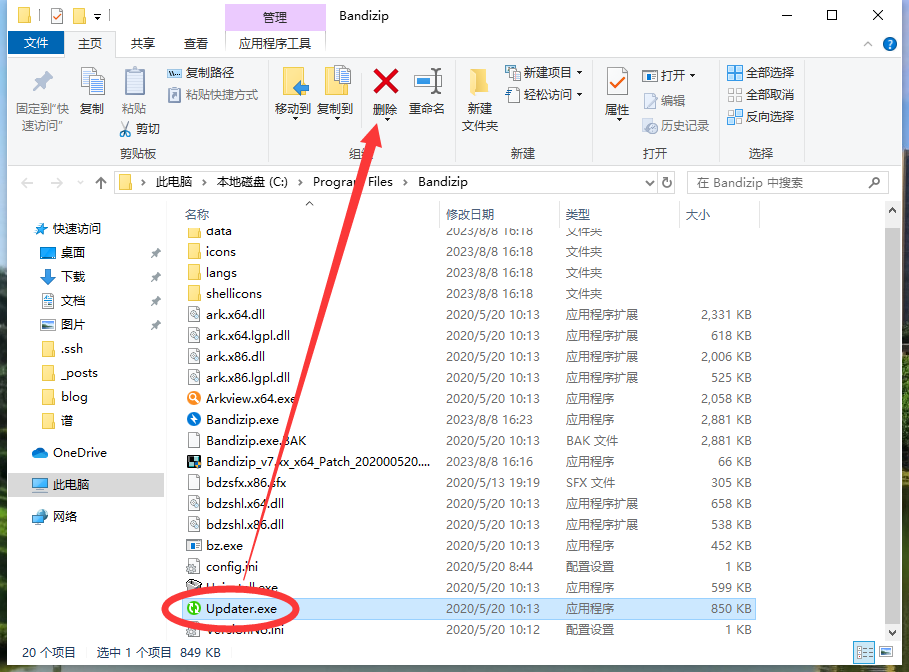 管理
Bandizip
文件
主页
共享
查看
应用程序工具
固定到"快
速访问"
复制
粘贴
复制路径
粘贴快捷方式
剪切
剪贴板
移动到
复制到
删除
重命名
组织
新建
文件夹
新建项目
轻松访问
新建
属性
打开
编辑
历史记录
打开
全部选择
全部取消
反向选择
选择
此电脑
本地磁盘 (C:)
Program Files
Bandizip
在 Bandizip 中搜索
快速访问
桌面
下载
文档
图片
.ssh
_posts
blog
谱
OneDrive
此电脑
网络
名称 修改日期 类型 大小
data 2023/8/8 16:18 文件夹
icons 2023/8/8 16:18 文件夹
langs 2023/8/8 16:18 文件夹
shellicons 2023/8/8 16:18 文件夹
ark.x64.dll 2020/5/20 10:13 应用程序扩展 2,331 KB
ark.x64.lgpl.dll 2020/5/20 10:13 应用程序扩展 618 KB
ark.x86.dll 2020/5/20 10:13 应用程序扩展 2,006 KB
ark.x86.lgpl.dll 2020/5/20 10:13 应用程序扩展 525 KB
Arkview.x64.exe 2020/5/20 10:13 应用程序 2,058 KB
Bandizip.exe 2023/8/8 16:23 应用程序 2,881 KB
Bandizip.exe.BAK 2020/5/20 10:13 BAK 文件 2,881 KB
Bandizip_v7.xx_x64_Patch_202000520.... 2023/8/8 16:16 应用程序 66 KB
bdzsfx.x86.sfx 2020/5/13 19:19 SFX 文件 305 KB
bdzshl.x64.dll 2020/5/20 10:13 应用程序扩展 658 KB
bdzshl.x86.dll 2020/5/20 10:13 应用程序扩展 538 KB
bz.exe 2020/5/20 10:13 应用程序 452 KB
config.ini 2020/5/20 8:44 配置设置 1 KB
Uninstall.exe 2020/5/20 10:13 应用程序 599 KB
Updater.exe 2020/5/20 10:13 应用程序 850 KB
VersionNo.ini 2020/5/20 10:12 配置设置 1 KB
20 个项目
选中 1 个项目 849 KB